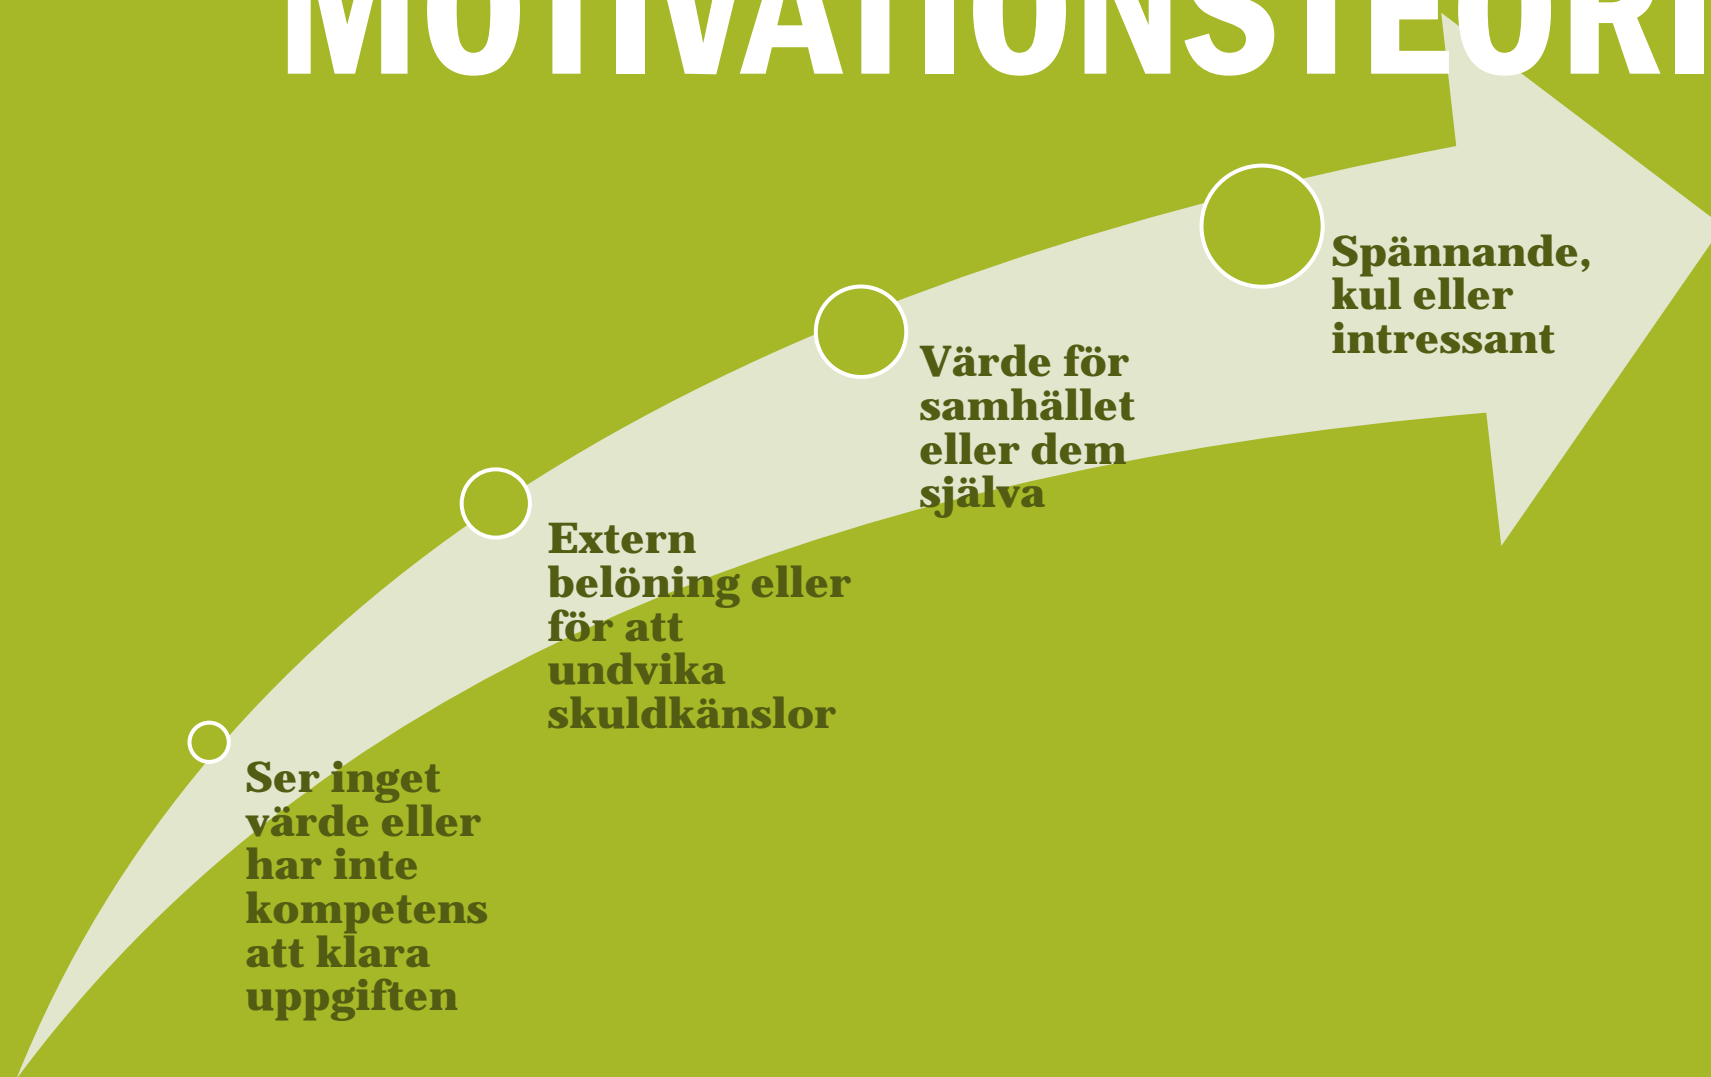 MOTIVATIONSTEORI
Spännande,
kul eller
intressant
Värde för
samhället
eller dem
själva
Extern
belöning eller
för att
undvika
skuldkänslor
Ser inget
värde eller
har inte
kompetens
att klara
uppgiften